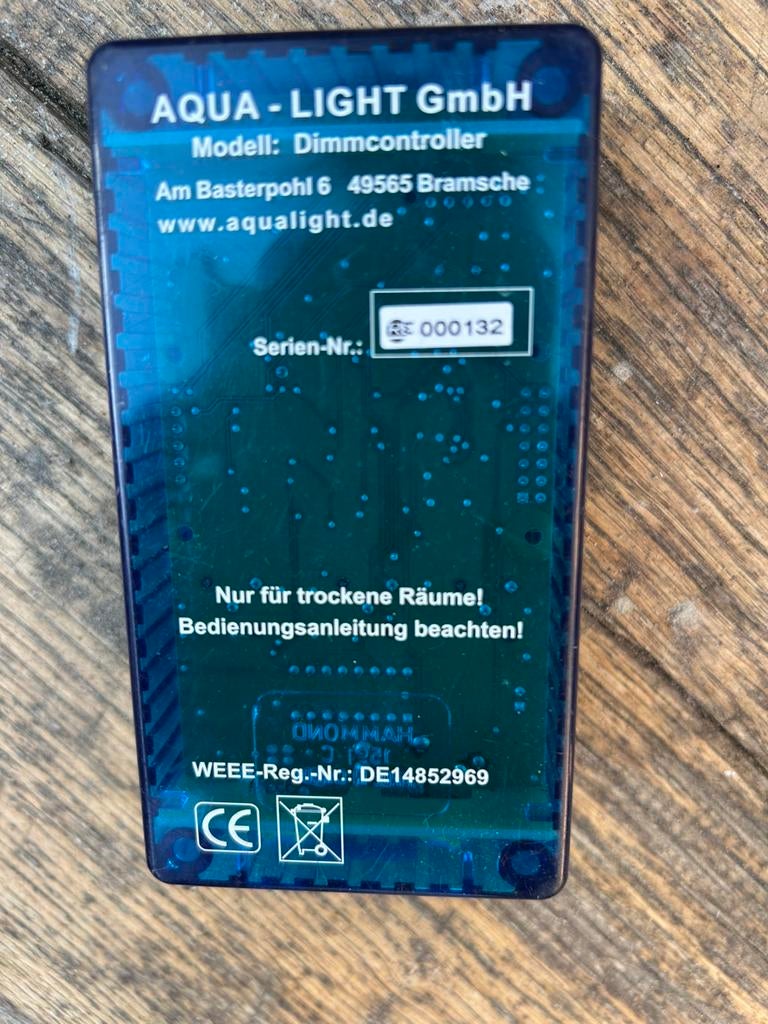 AQUA - LIGHT GmbH
Modell: Dimmcontroller
Am Basterpohl 6 49565 Bramsche
www.aqualight.de
Serien-Nr.: 000132
Nur für trockene Räume!
Bedienungsanleitung beachten!
HAMMOND
WEEE-Reg.-Nr.: DE14852969
CE